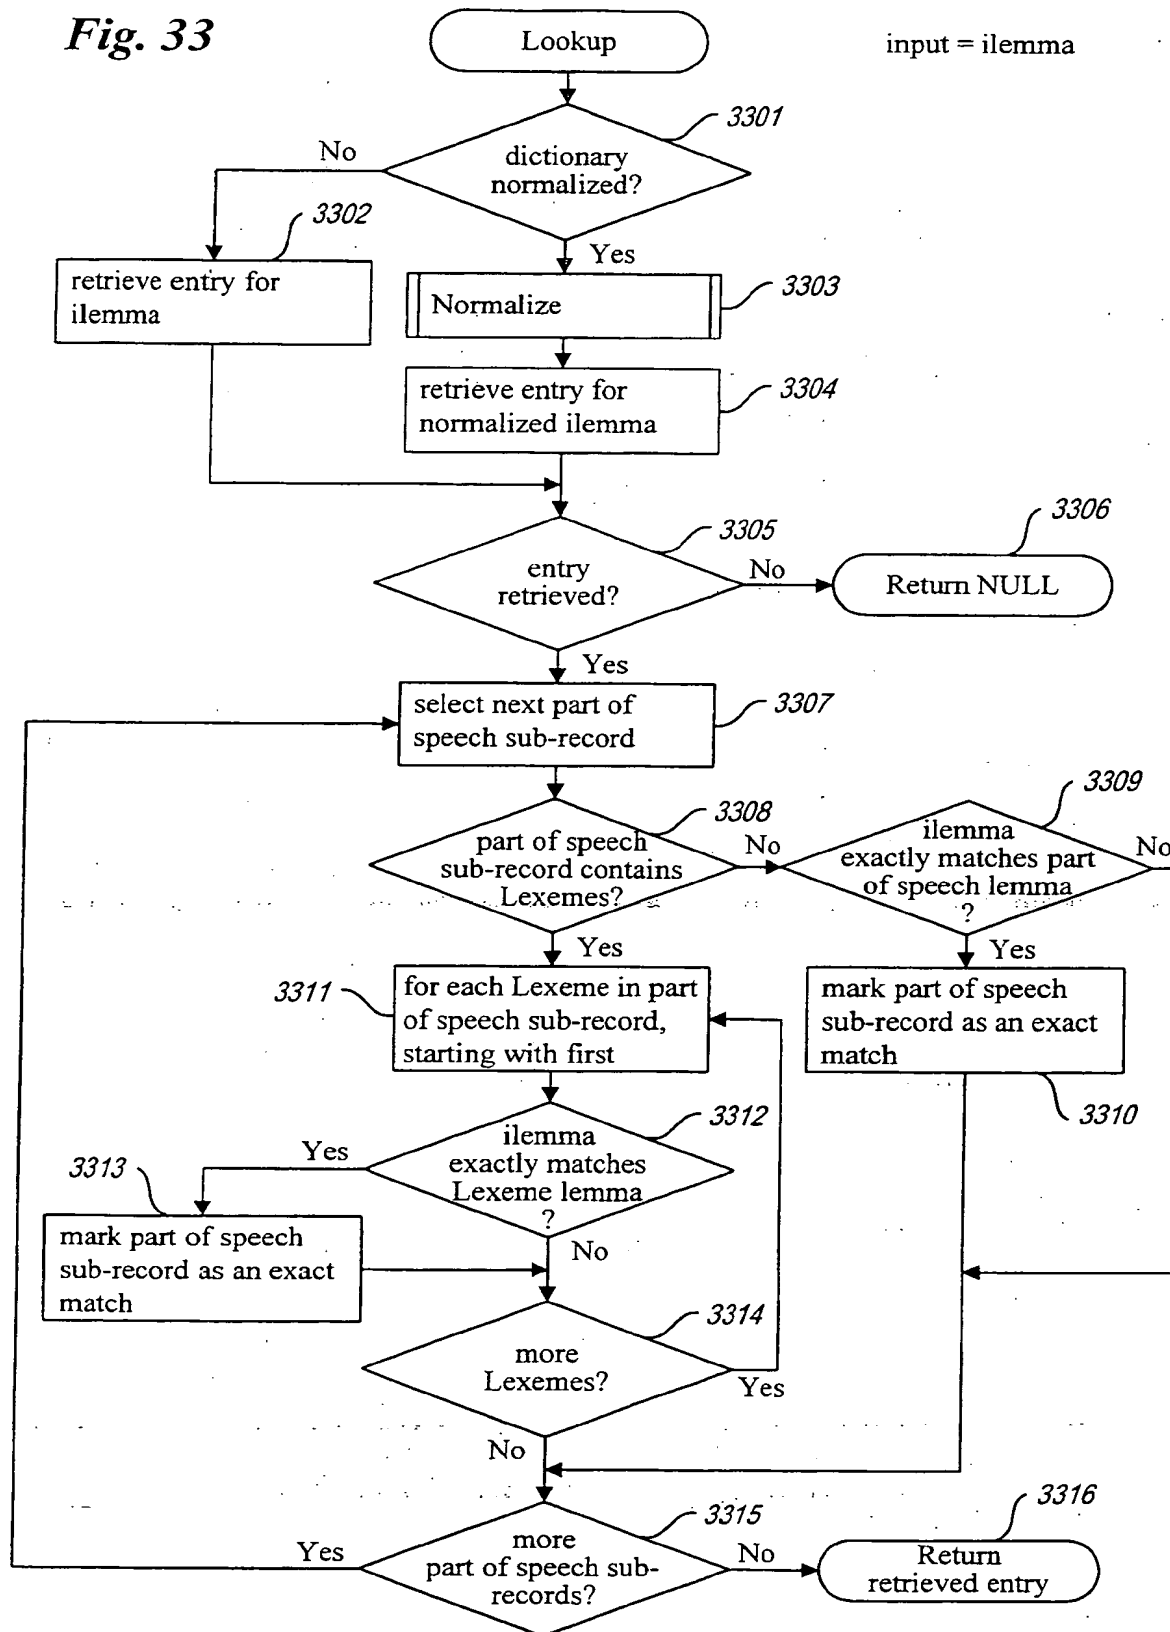 Fig. 33
Lookup
input = ilemma
3301
No
dictionary
normalized?
3302
Yes
retrieve entry for
ilemma
3303
Normalize
3304
retrieve entry for
normalized ilemma
3305
3306
entry
retrieved?
No
Return NULL
Yes
select next part of
speech sub-record
3307
3308
3309
part of speech
sub-record contains
Lexemes?
No
ilemma
exactly matches part
of speech lemma
?
No
Yes
Yes
3311
for each Lexeme in part
of speech sub-record,
starting with first
mark part of speech
sub-record as an exact
match
3310
3312
Yes
ilemma
exactly matches
Lexeme lemma
?
3313
No
mark part of speech
sub-record as an exact
match
3314
more
Lexemes?
Yes
No
3315
3316
Yes
more
part of speech sub-
records?
No
Return
retrieved entry